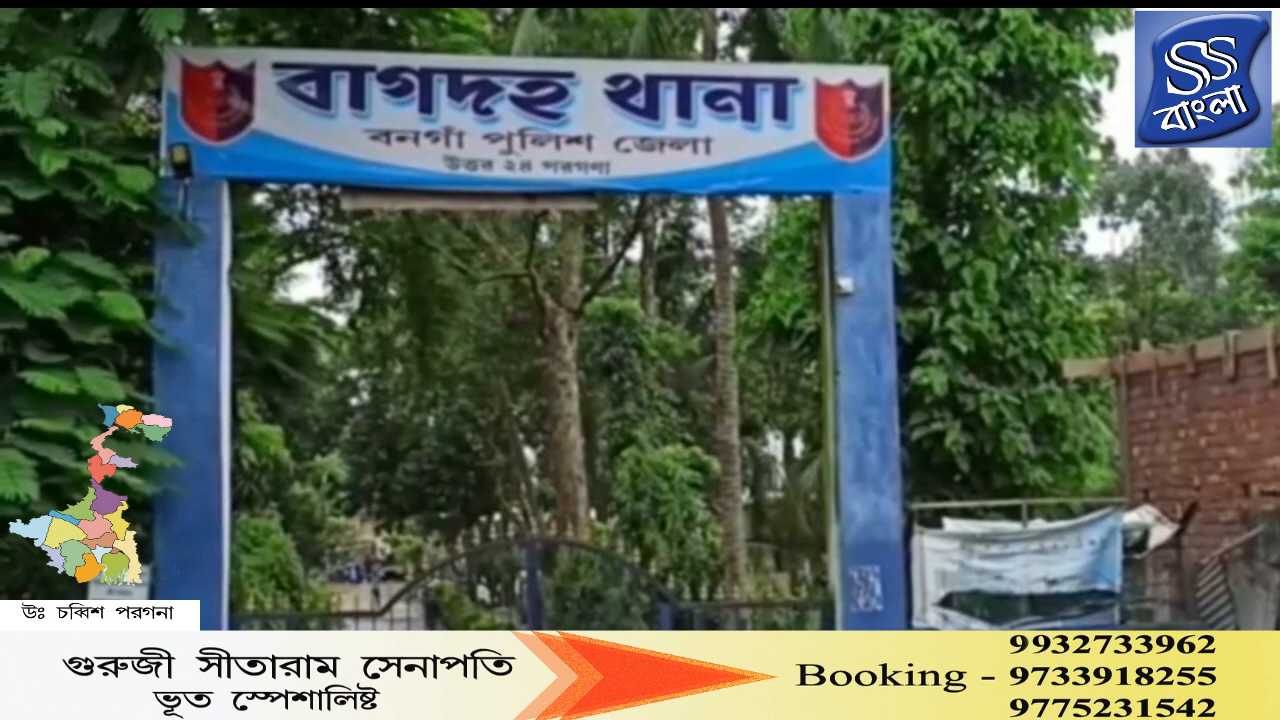 বাগদহ থানা
বনগাঁ পুলিশ জেলা
উত্তর ২৪ পরগণা
SS
বাংলা
উঃ চব্বিশ পরগনা
গুরুজী সীতারাম সেনাপতি
ভূত স্পেশালিষ্ট
9932733962
Booking - 9733918255
9775231542